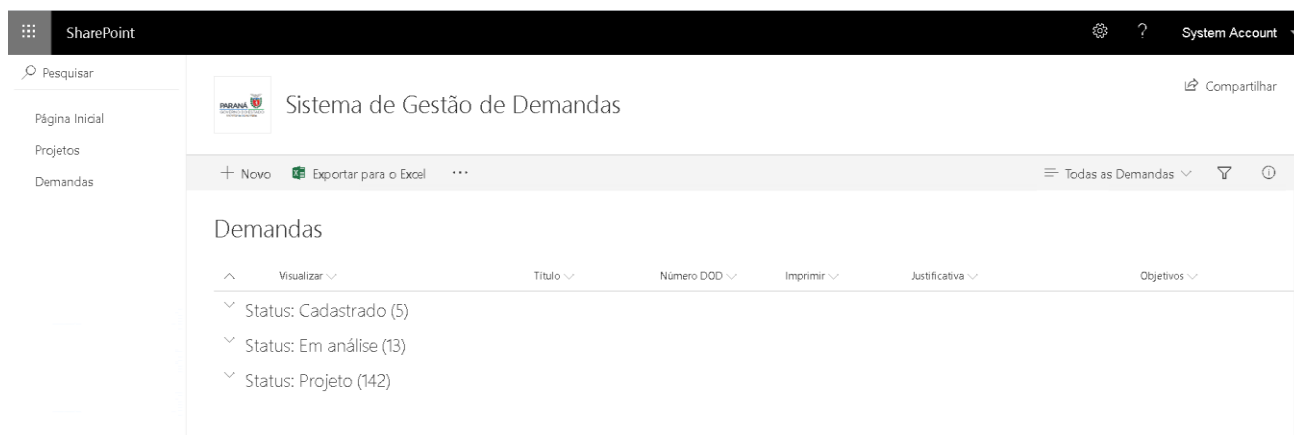 SharePoint
?
System Account
Pesquisar
Página Inicial
Projetos
Demandas
PARANÁ
Sistema de Gestão de Demandas
Compartilhar
+ Novo
Exportar para o Excel
...
Todas as Demandas
Demandas
Visualizar
Título
Número DOD
Imprimir
Justificativa
Objetivos
Status: Cadastrado (5)
Status: Em análise (13)
Status: Projeto (142)